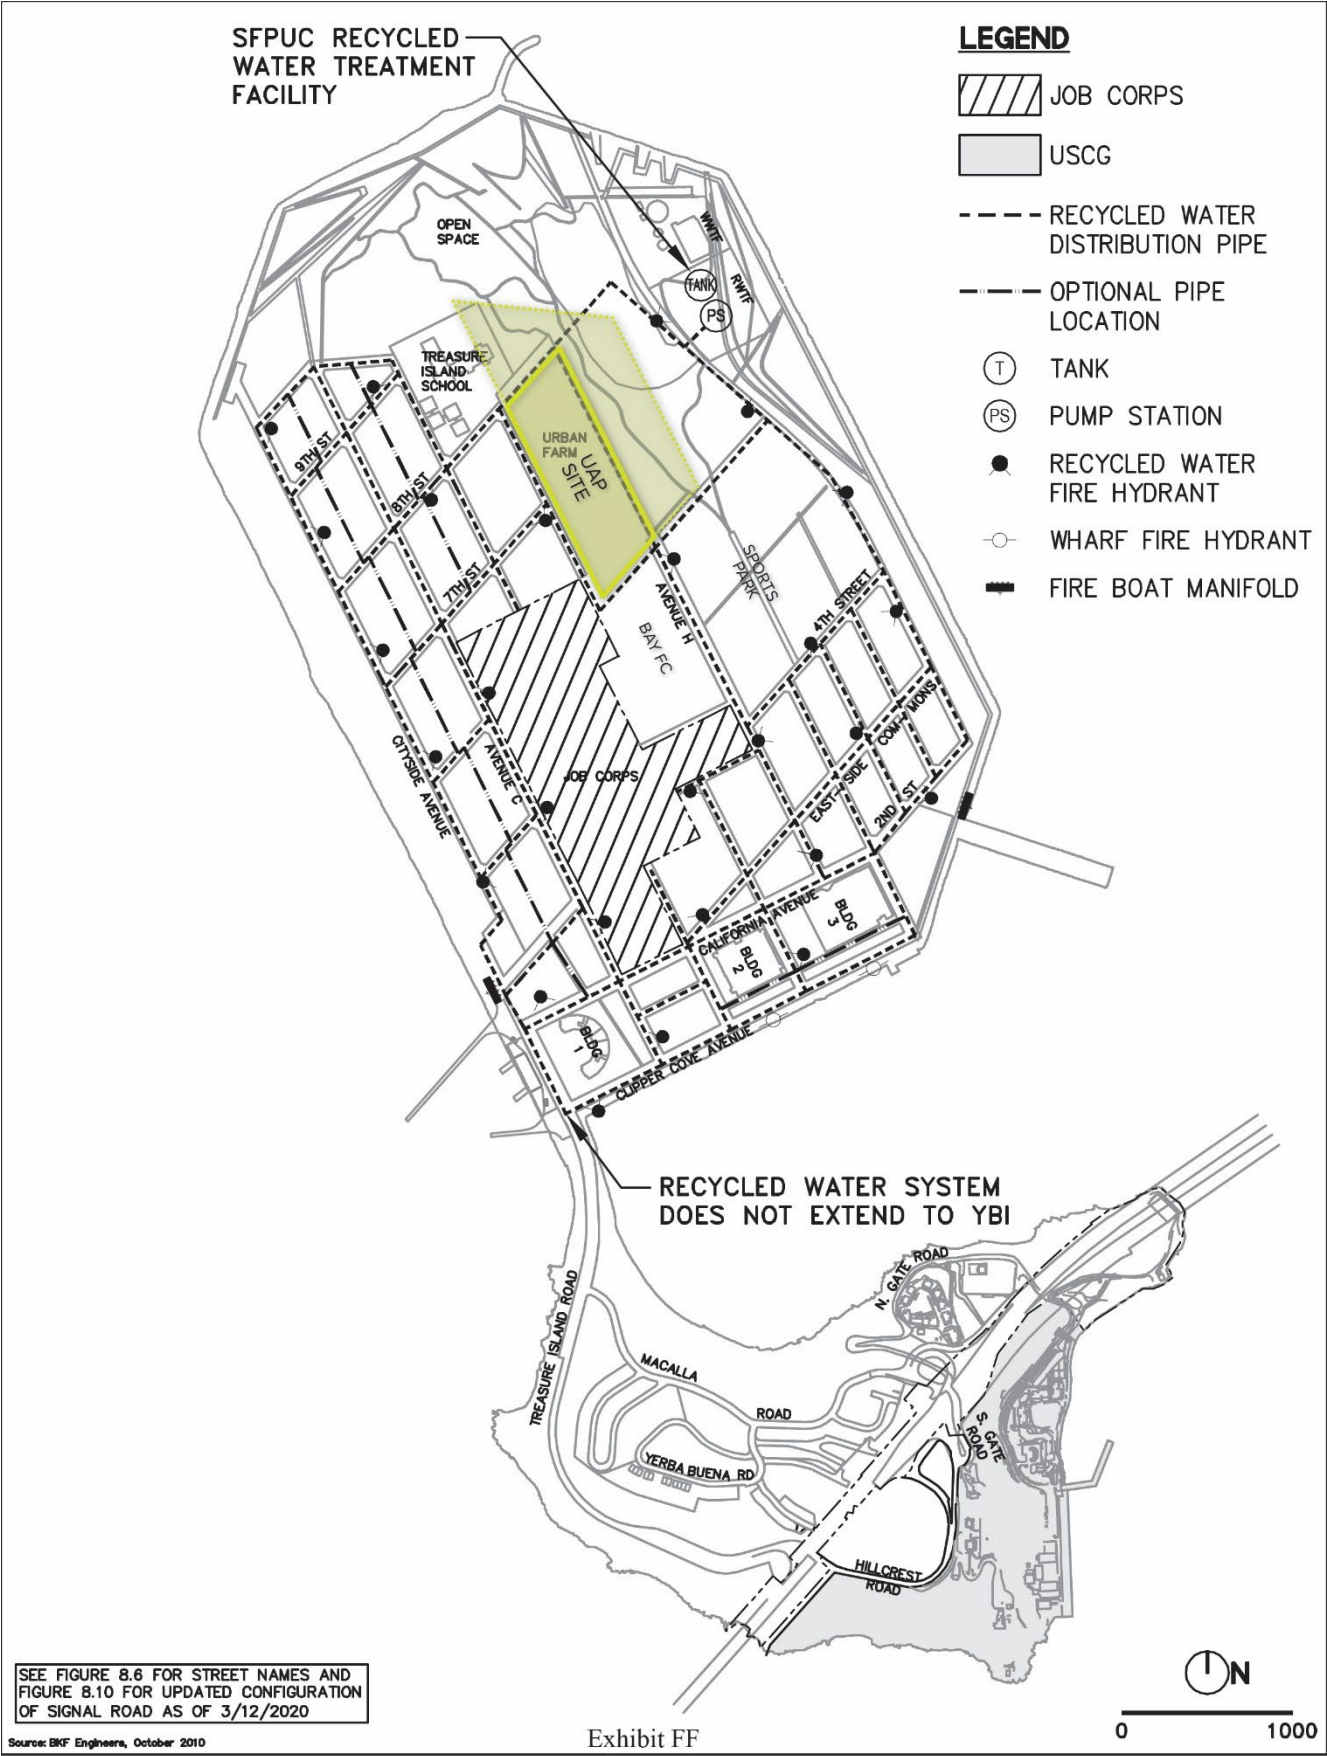 SFPUC RECYCLED
WATER TREATMENT
FACILITY
LEGEND
JOB CORPS
USCG
RECYCLED WATER
DISTRIBUTION PIPE
OPTIONAL PIPE
LOCATION
T
TANK
PS
PUMP STATION
RECYCLED WATER
FIRE HYDRANT
WHARF FIRE HYDRANT
FIRE BOAT MANIFOLD
OPEN
SPACE
WWTF
TANK
RWTF
PS
TREASURE
ISLAND
SCHOOL
URBAN
FARM
UAP
SITE
9TH ST
8TH ST
7TH ST
SPORTS
PARK
AVENUE H
BAY FC
4TH STREET
CITYSIDE AVENUE
AVENUE C
JOB CORPS
EAST SIDE COMMONS
2ND ST
CALIFORNIA AVENUE
BLDG
3
BLDG
2
BLDG
1
CLIPPER COVE AVENUE
RECYCLED WATER SYSTEM
DOES NOT EXTEND TO YBI
N. GATE ROAD
TREASURE ISLAND ROAD
MACALLA
ROAD
S. GATE
ROAD
YERBA BUENA RD
HILLCREST
ROAD
SEE FIGURE 8.6 FOR STREET NAMES AND
FIGURE 8.10 FOR UPDATED CONFIGURATION
OF SIGNAL ROAD AS OF 3/12/2020
Source: BKF Engineers, October 2010
Exhibit FF
N
0 1000